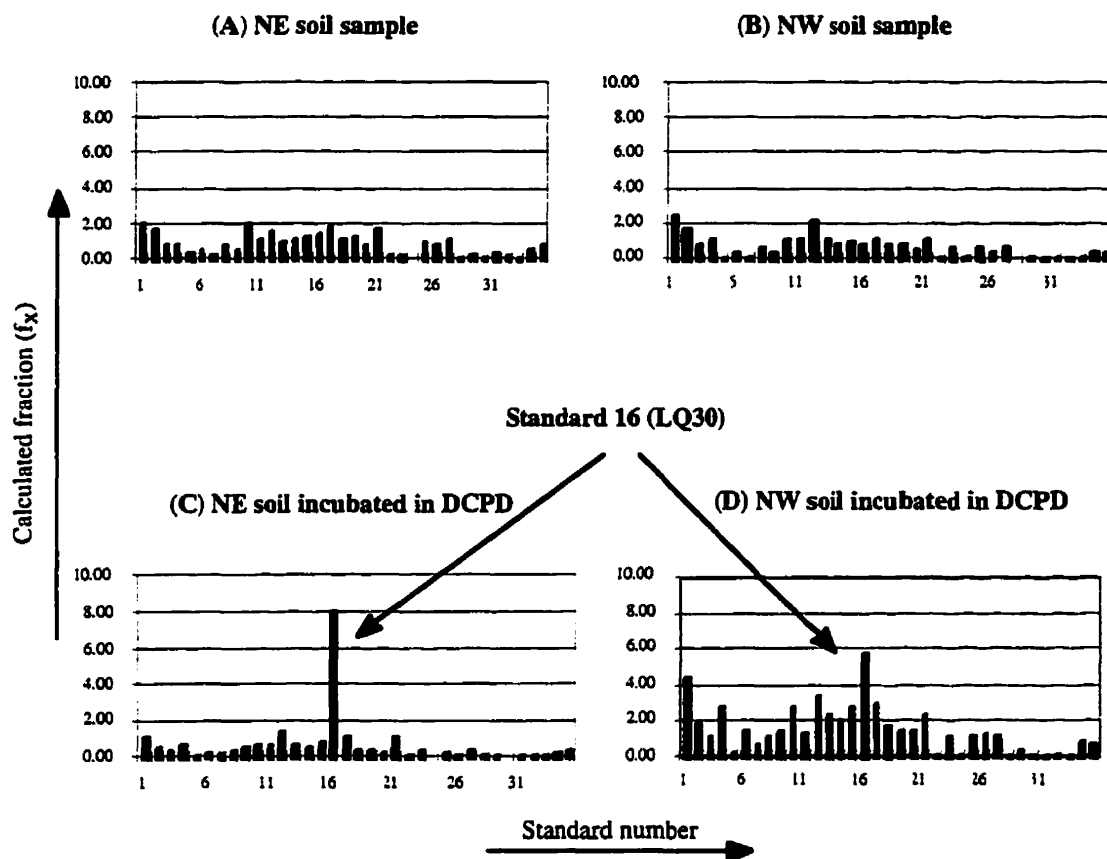 (A) NE soil sample
(B) NW soil sample
10.00
8.00
6.00
4.00
2.00
0.00
1 6 11 16 21 26 31
10.00
8.00
6.00
4.00
2.00
0.00
1 5 11 16 21 26 31
Calculated fraction (fX)
Standard 16 (LQ30)
(C) NE soil incubated in DCPD
(D) NW soil incubated in DCPD
10.00
8.00
6.00
4.00
2.00
0.00
1 6 11 16 21 26 31
10.00
8.00
6.00
4.00
2.00
0.00
1 6 11 16 21 26 31
Standard number